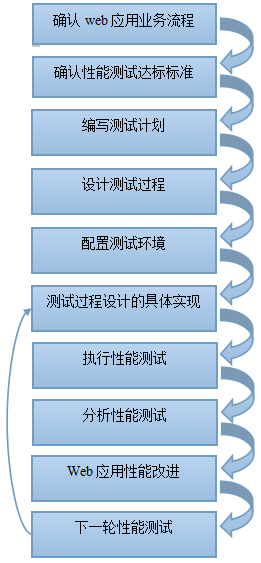 确认 web 应用业务流程
确认性能测试达标标准
编写测试计划
设计测试过程
配置测试环境
测试过程设计的具体实现
执行性能测试
分析性能测试
Web 应用性能改进
下一轮性能测试